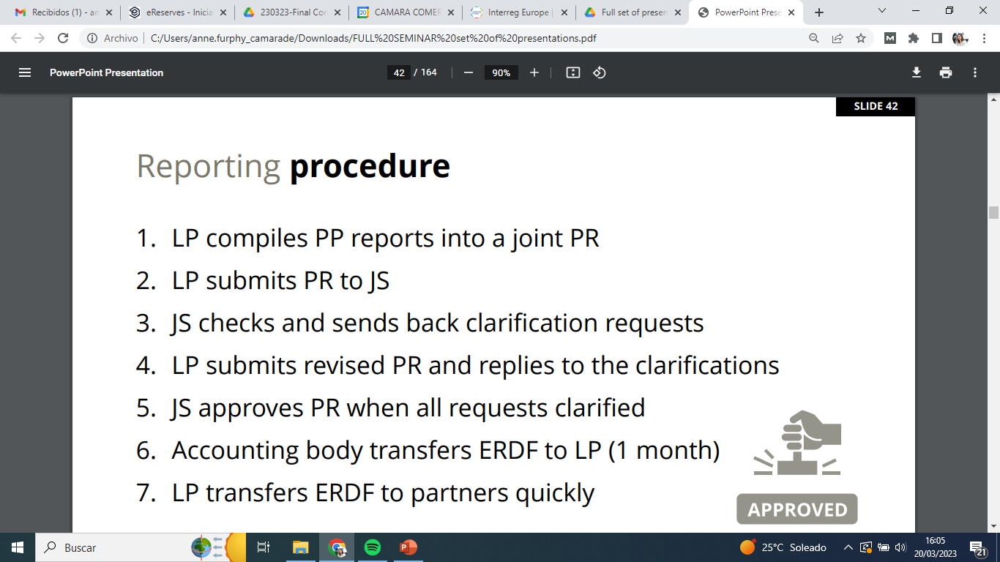 Recibidos (1) - an
eReserves - Inicia
230323-Final Con
CAMARA COMER
Interreg Europe |
Full set of presen
PowerPoint Prese
Archivo
C:/Users/anne.furphy_camarade/Downloads/FULL%20SEMINAR%20set%20of%20presentations.pdf
PowerPoint Presentation
42 / 164
90%
SLIDE 42
Reporting procedure
1. LP compiles PP reports into a joint PR
2. LP submits PR to JS
3. JS checks and sends back clarification requests
4. LP submits revised PR and replies to the clarifications
5. JS approves PR when all requests clarified
6. Accounting body transfers ERDF to LP (1 month)
7. LP transfers ERDF to partners quickly
APPROVED
Buscar
25°C Soleado
16:05
20/03/2023
21